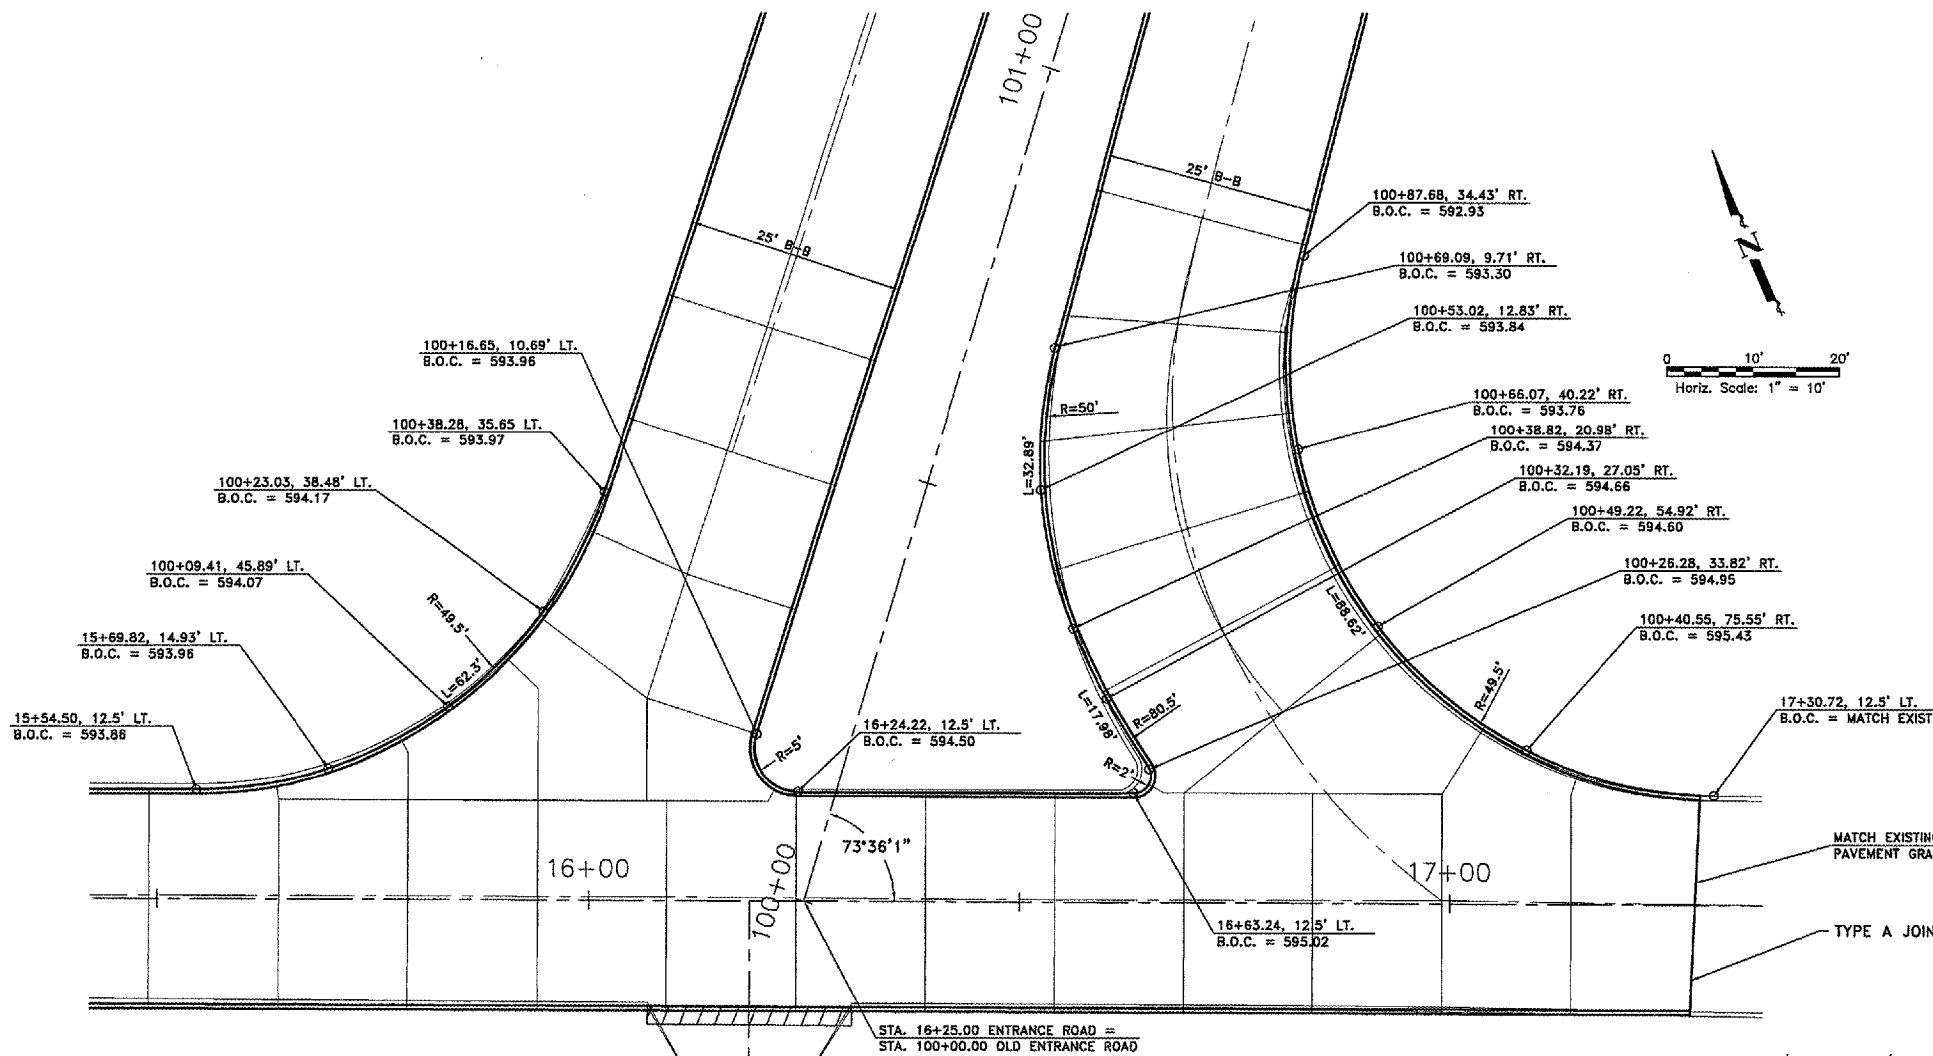 101+00
25' B-B
25' B-B
100+87.68, 34.43' RT.
B.O.C. = 592.93
100+69.09, 9.71' RT.
B.O.C. = 593.30
100+53.02, 12.83' RT.
B.O.C. = 593.84
N
0 10' 20'
Horiz. Scale: 1" = 10'
100+16.65, 10.69' LT.
B.O.C. = 593.96
R=50'
100+66.07, 40.22' RT.
B.O.C. = 593.76
100+38.28, 35.65 LT.
B.O.C. = 593.97
100+38.82, 20.98' RT.
B.O.C. = 594.37
L=32.89'
100+23.03, 38.48' LT.
B.O.C. = 594.17
100+32.19, 27.05' RT.
B.O.C. = 594.66
100+49.22, 54.92' RT.
B.O.C. = 594.60
100+09.41, 45.89' LT.
B.O.C. = 594.07
100+26.28, 33.82' RT.
B.O.C. = 594.95
R=49.5'
L=88.62'
100+40.55, 75.55' RT.
B.O.C. = 595.43
15+69.82, 14.93' LT.
B.O.C. = 593.96
L=62.3'
R=49.5'
15+54.50, 12.5' LT.
B.O.C. = 593.86
16+24.22, 12.5' LT.
B.O.C. = 594.50
L=17.98'
R=80.5'
17+30.72, 12.5' LT.
B.O.C. = MATCH EXIST
R=5'
R=2'
73°36'1"
MATCH EXISTING
PAVEMENT GRA
16+00
17+00
100+00
16+63.24, 12.5' LT.
B.O.C. = 595.02
TYPE A JOIN
STA. 16+25.00 ENTRANCE ROAD =
STA. 100+00.00 OLD ENTRANCE ROAD